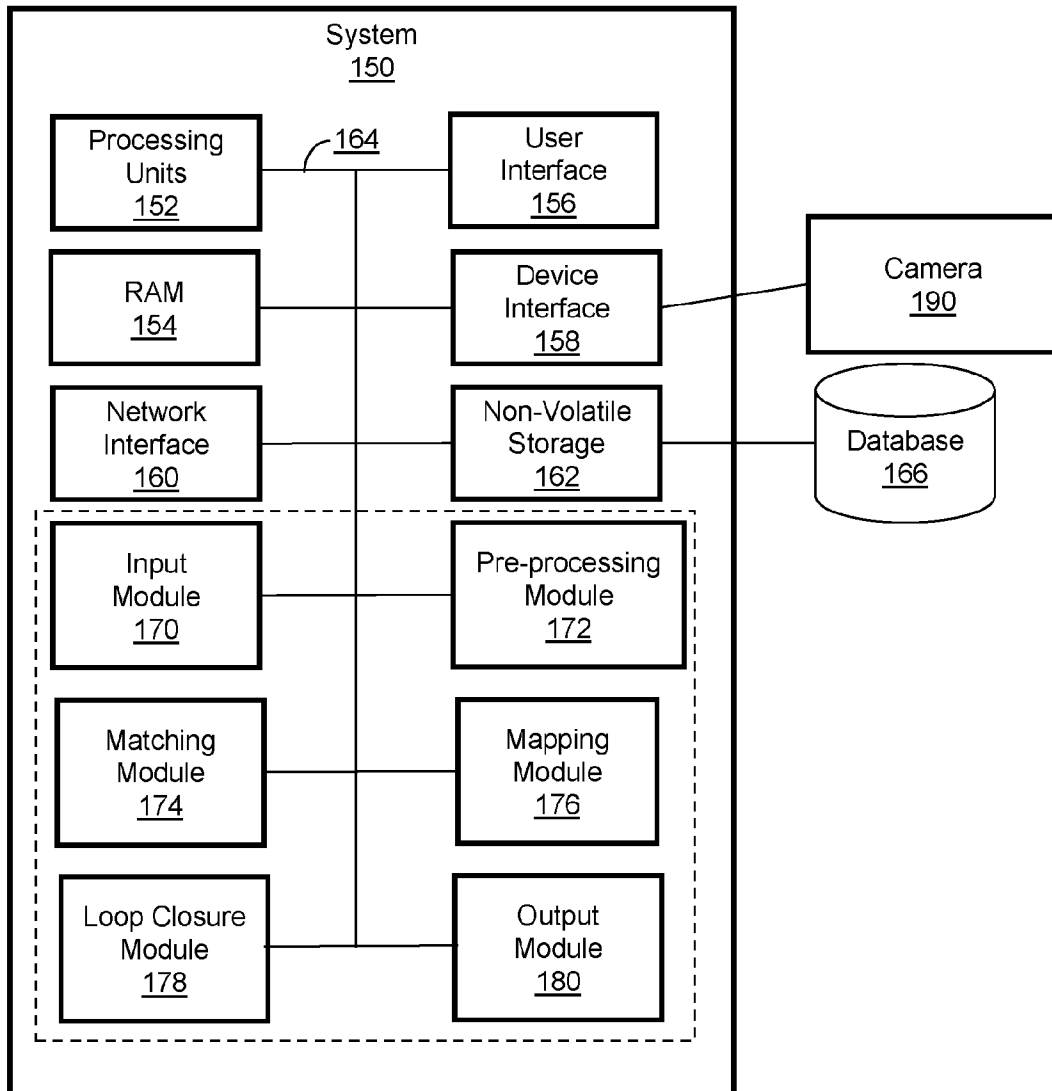 System
150
Processing
Units
152
164
User
Interface
156
RAM
154
Device
Interface
158
Camera
190
Network
Interface
160
Non-Volatile
Storage
162
Database
166
Input
Module
170
Pre-processing
Module
172
Matching
Module
174
Mapping
Module
176
Loop Closure
Module
178
Output
Module
180